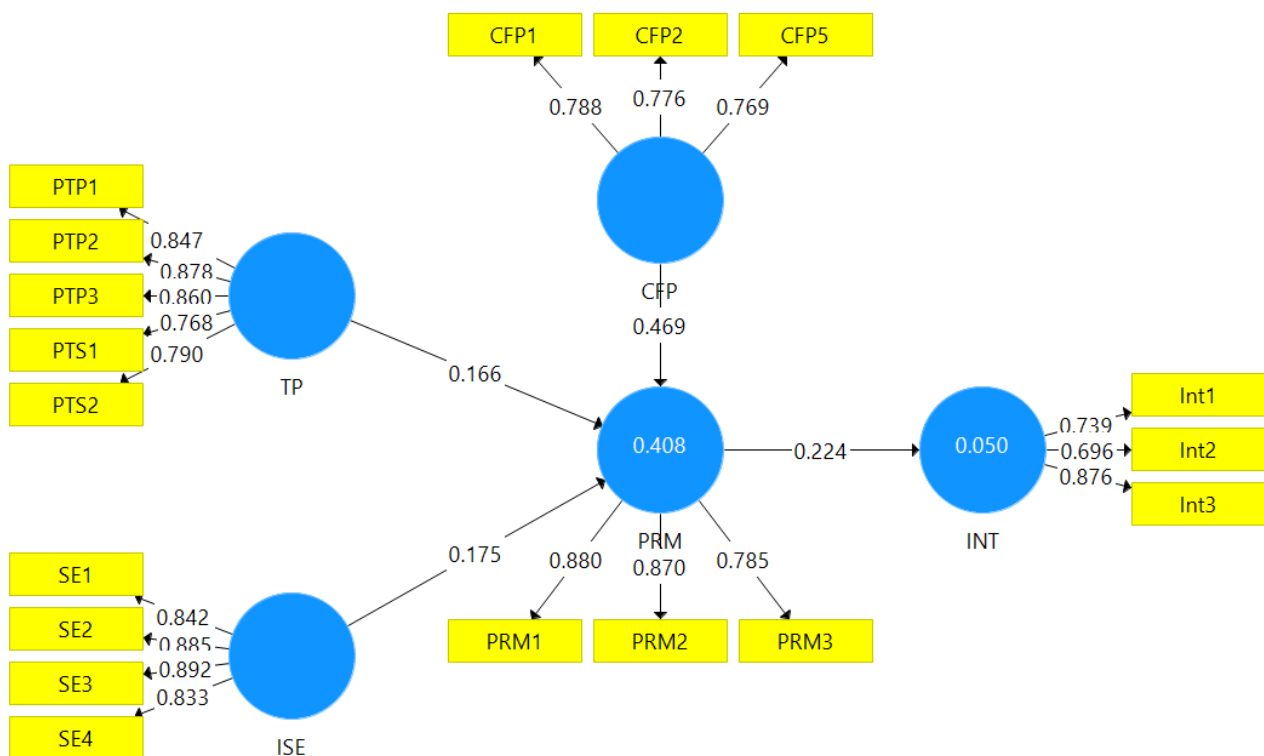 CFP1 CFP2 CFP5
0.788 0.776 0.769
CFP
0.469
PTP1
PTP2
PTP3
PTS1
PTS2
0.847
0.878
0.860
0.768
0.790
TP
0.166
SE1
SE2
SE3
SE4
0.842
0.885
0.892
0.833
ISE
0.175
0.408
PRM
0.880 0.870 0.785
PRM1 PRM2 PRM3
0.224
0.050
INT
0.739
0.696
0.876
Int1
Int2
Int3